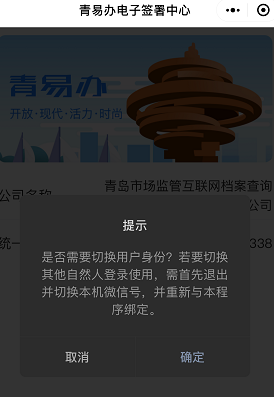 青易办电子签署中心
青易办
开放·现代·活力·时尚
青岛市场监管互联网档案查询
公司名称
公司
统一
338
提示
是否需要切换用户身份？若要切换
其他自然人登录使用，需首先退出
并切换本机微信号，并重新与本程
序绑定。
取消
确定